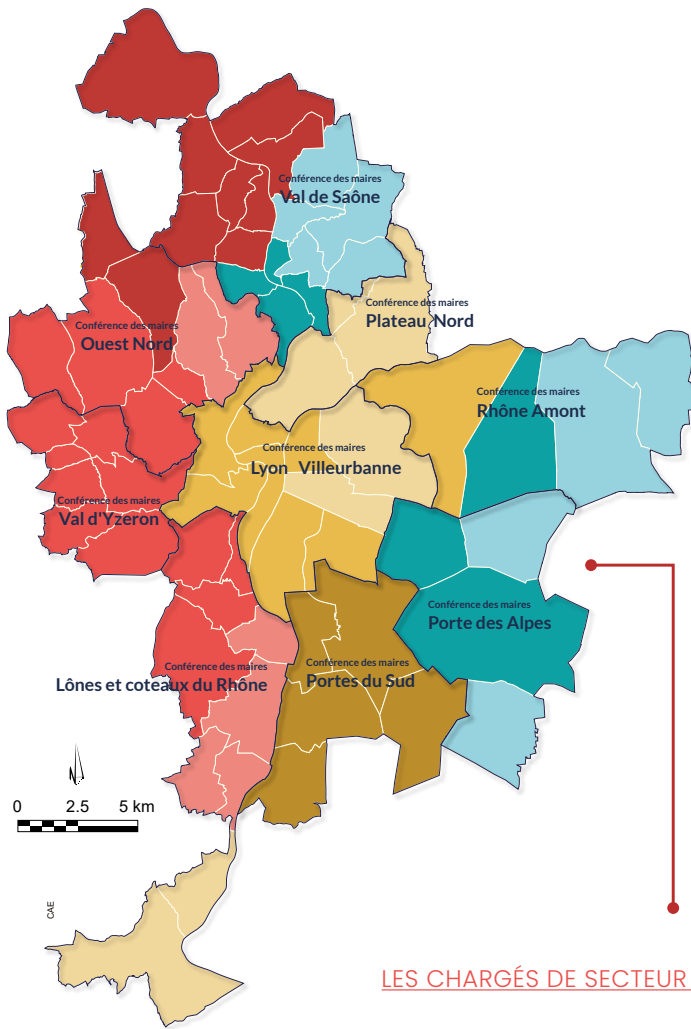 Conférence des maires
Val de Saône
Conférence des maires
Plateau Nord
Conférence des maires
Ouest Nord
Conférence des maires
Rhône Amont
Conférence des maires
Lyon Villeurbanne
Conférence des maires
Val d'Yzeron
Conférence des maires
Porte des Alpes
Conférence des maires
Lônes et coteaux du Rhône
Conférence des maires
Portes du Sud
N
0 2.5 5 km
CAE
LES CHARGÉS DE SECTEUR